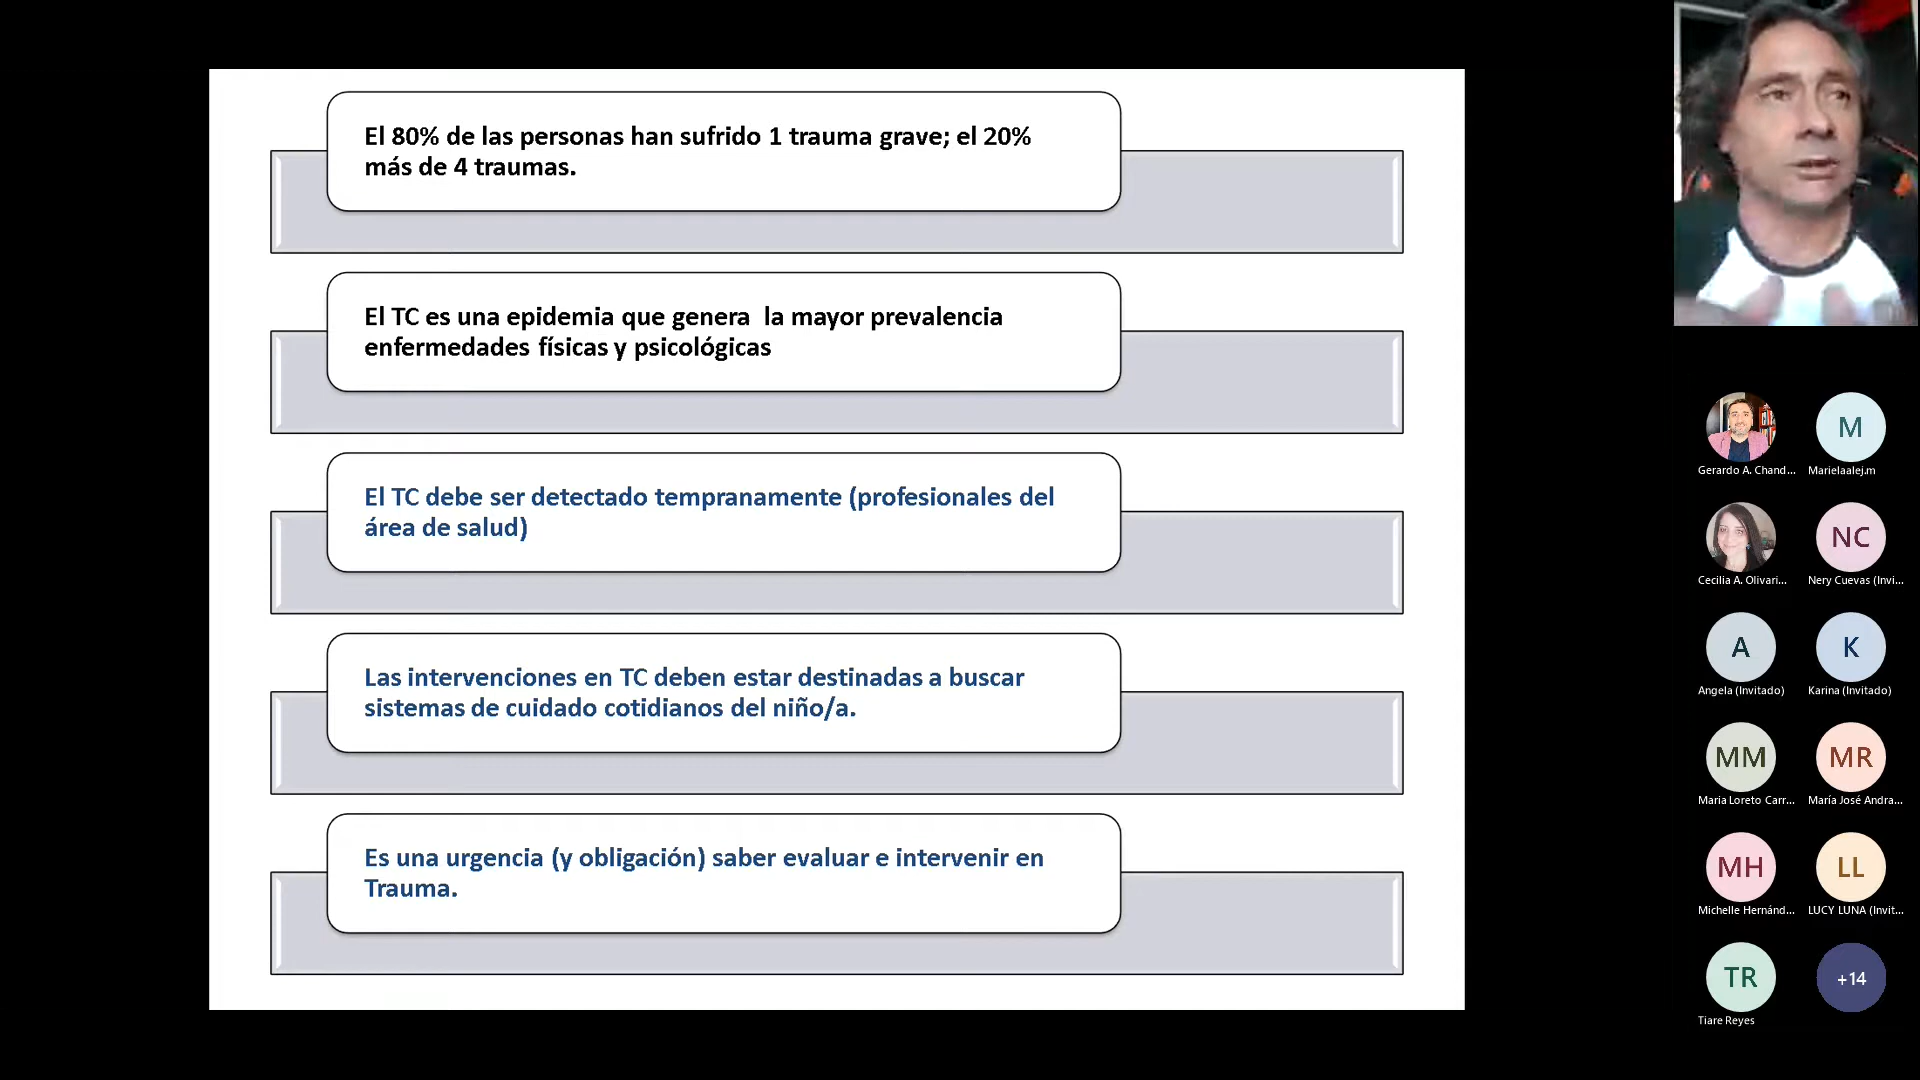 El 80% de las personas han sufrido 1 trauma grave; el 20%
más de 4 traumas.
El TC es una epidemia que genera la mayor prevalencia
enfermedades físicas y psicológicas
El TC debe ser detectado tempranamente (profesionales del
área de salud)
Las intervenciones en TC deben estar destinadas a buscar
sistemas de cuidado cotidianos del niño/a.
Es una urgencia (y obligación) saber evaluar e intervenir en
Trauma.
M
Gerardo A. Chand...
Marielaalej.m
NC
Cecilia A. Olivari...
Nery Cuevas (Invi...
A
K
Angela (Invitado)
Karina (Invitado)
MM
MR
Maria Loreto Carr...
María José Andra...
MH
LL
Michelle Hernánd...
LUCY LUNA (Invit...
TR
+14
Tiare Reyes